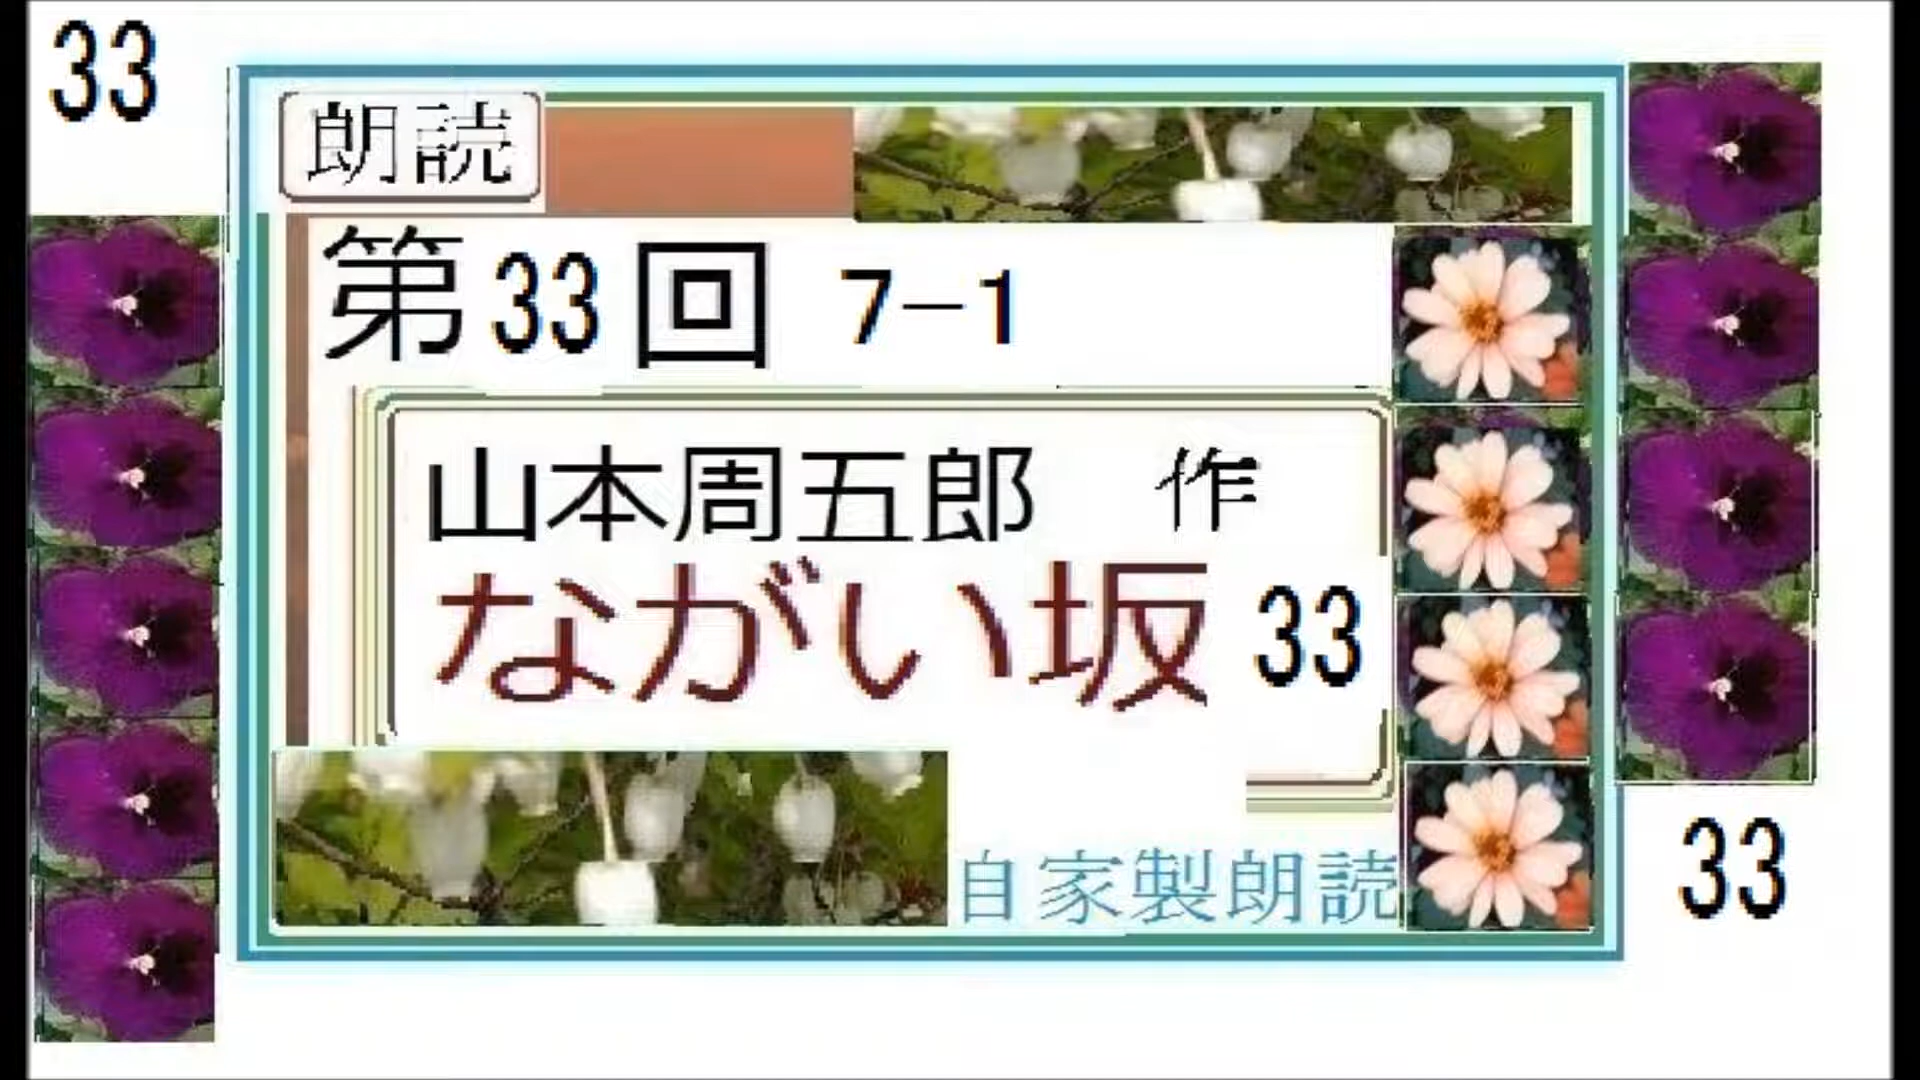 33
朗読
第33回 7-1
山本周五郎 作
ながい坂 33
自家製朗読
33